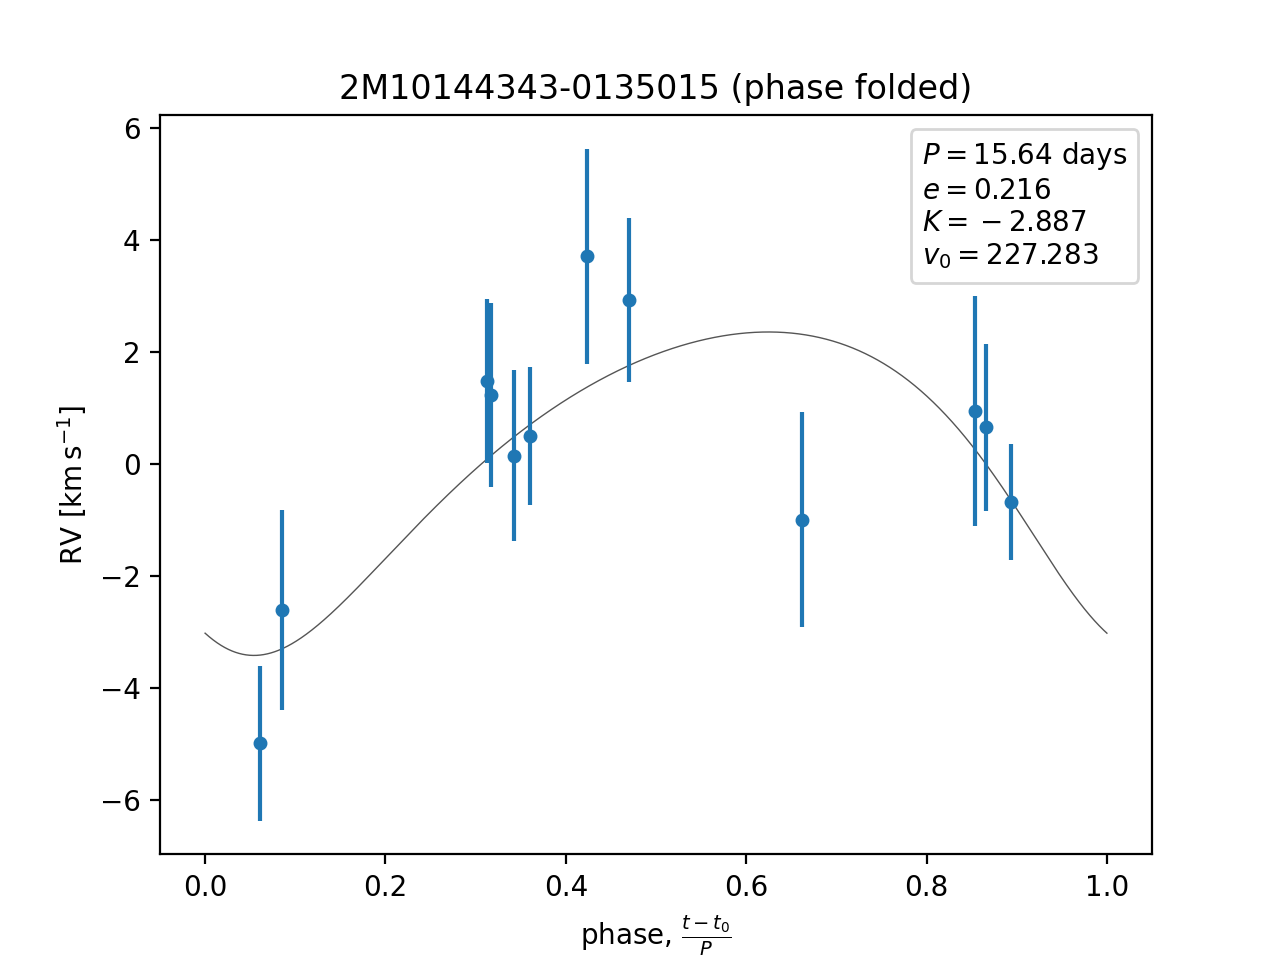 2M10144343-0135015 (phase folded)
P = 15.64 days
e = 0.216
K = −2.887
v₀ = 227.283
RV [km s⁻¹]
6
4
2
0
−2
−4
−6
0.0 0.2 0.4 0.6 0.8 1.0
phase, (t − t₀)/P